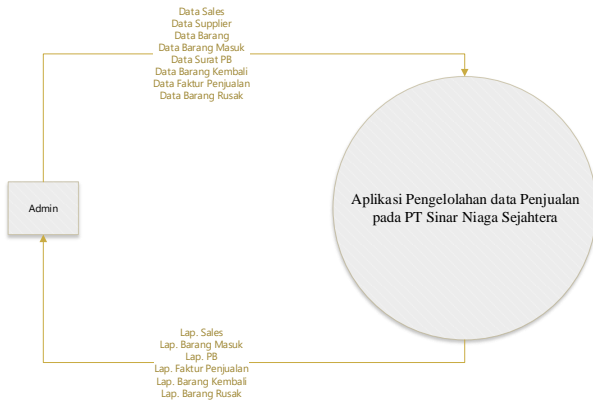 Data Sales
Data Supplier
Data Barang
Data Barang Masuk
Data Surat PB
Data Barang Kembali
Data Faktur Penjualan
Data Barang Rusak
Admin
Aplikasi Pengelolahan data Penjualan
pada PT Sinar Niaga Sejahtera
Lap. Sales
Lap. Barang Masuk
Lap. PB
Lap. Faktur Penjualan
Lap. Barang Kembali
Lap. Barang Rusak